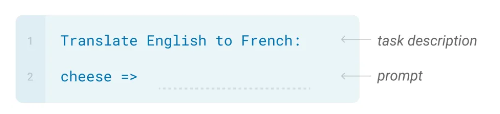 1 Translate English to French: task description
2 cheese => prompt